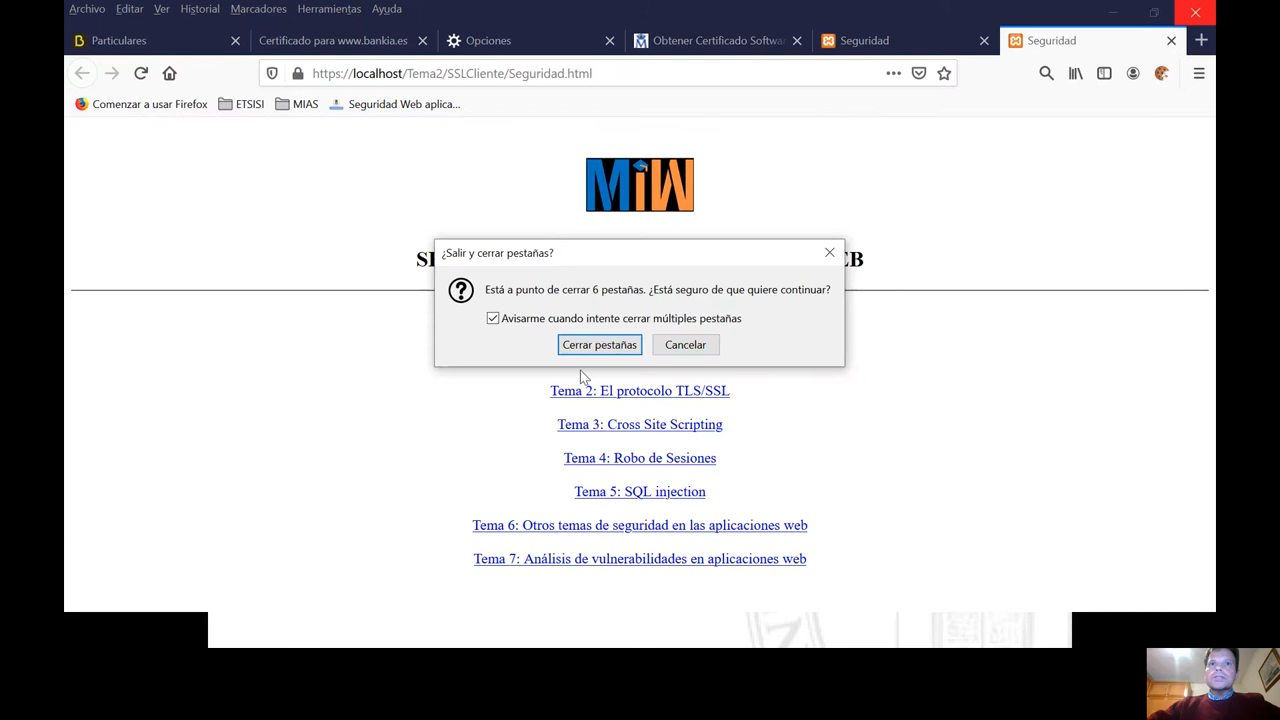 Archivo Editar Ver Historial Marcadores Herramientas Ayuda
Particulares Certificado para www.bankia.es Opciones Obtener Certificado Softwa Seguridad Seguridad
https://localhost/Tema2/SSLCliente/Seguridad.html
Comenzar a usar Firefox ETSISI MIAS Seguridad Web aplica...
MiW
¿Salir y cerrar pestañas?
EB
Está a punto de cerrar 6 pestañas. ¿Está seguro de que quiere continuar?
Avisarme cuando intente cerrar múltiples pestañas
Cerrar pestañas Cancelar
Tema 2: El protocolo TLS/SSL
Tema 3: Cross Site Scripting
Tema 4: Robo de Sesiones
Tema 5: SQL injection
Tema 6: Otros temas de seguridad en las aplicaciones web
Tema 7: Análisis de vulnerabilidades en aplicaciones web